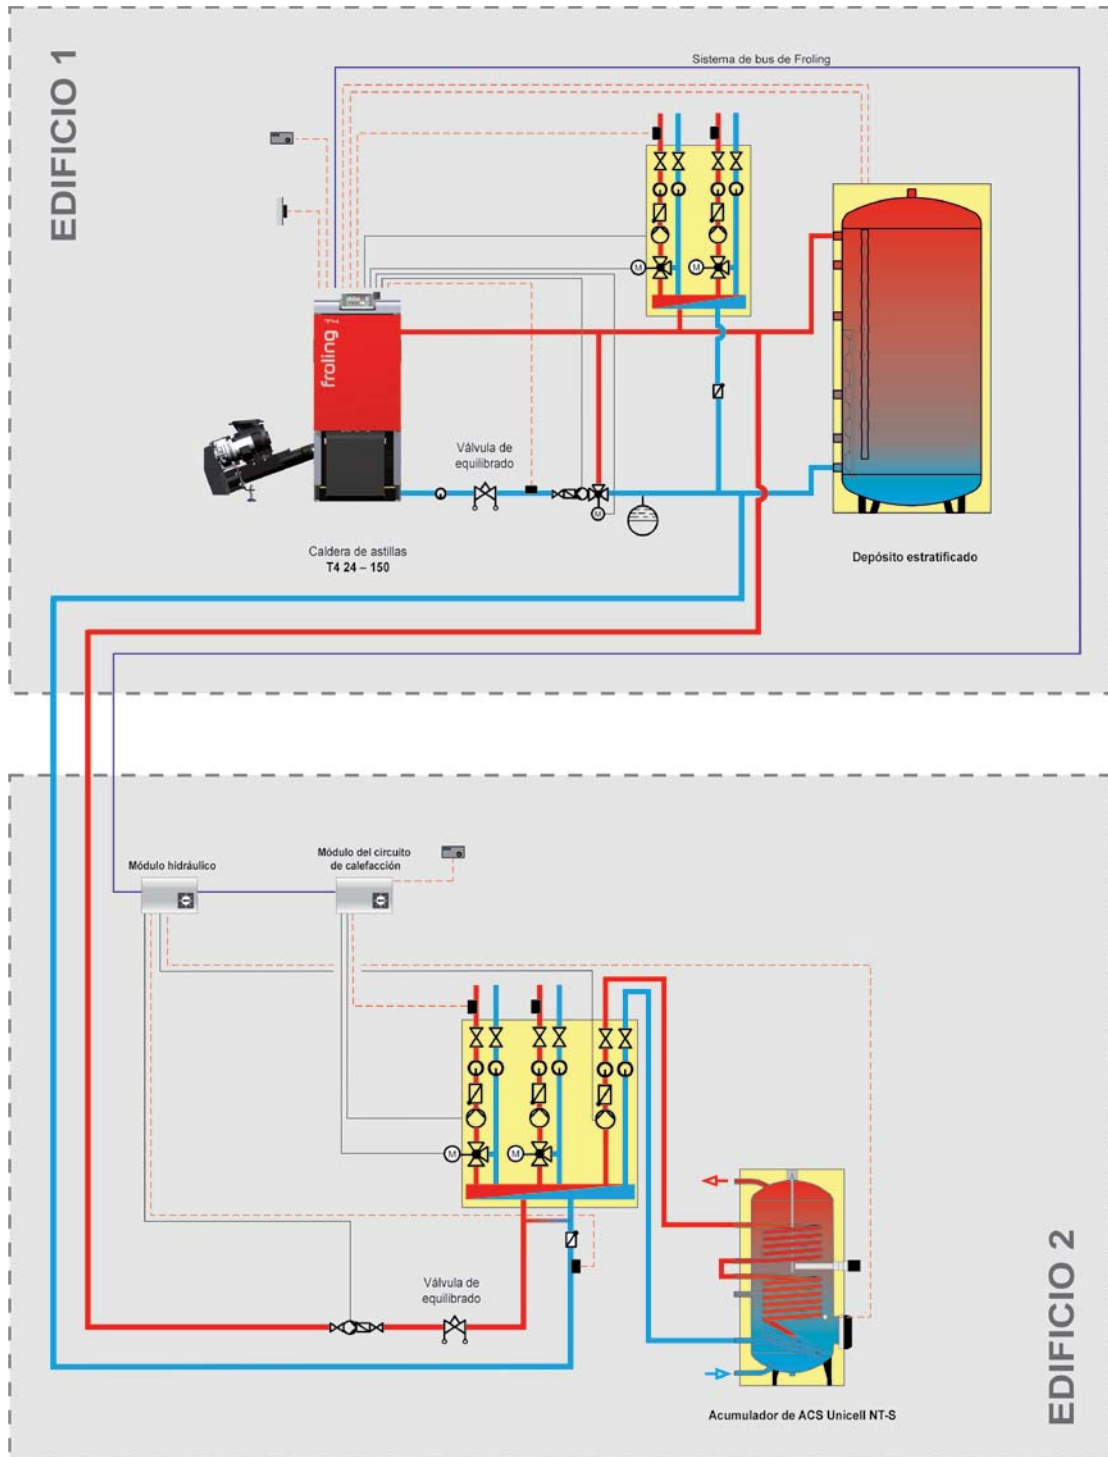 EDIFICIO 1
Sistema de bus de Froling
M
M
froling
Válvula de
equilibrado
M
Caldera de astillas
T4 24 – 150
Depósito estratificado
Módulo hidráulico
Módulo del circuito
de calefacción
M
M
Válvula de
equilibrado
EDIFICIO 2
Acumulador de ACS Unicell NT-S